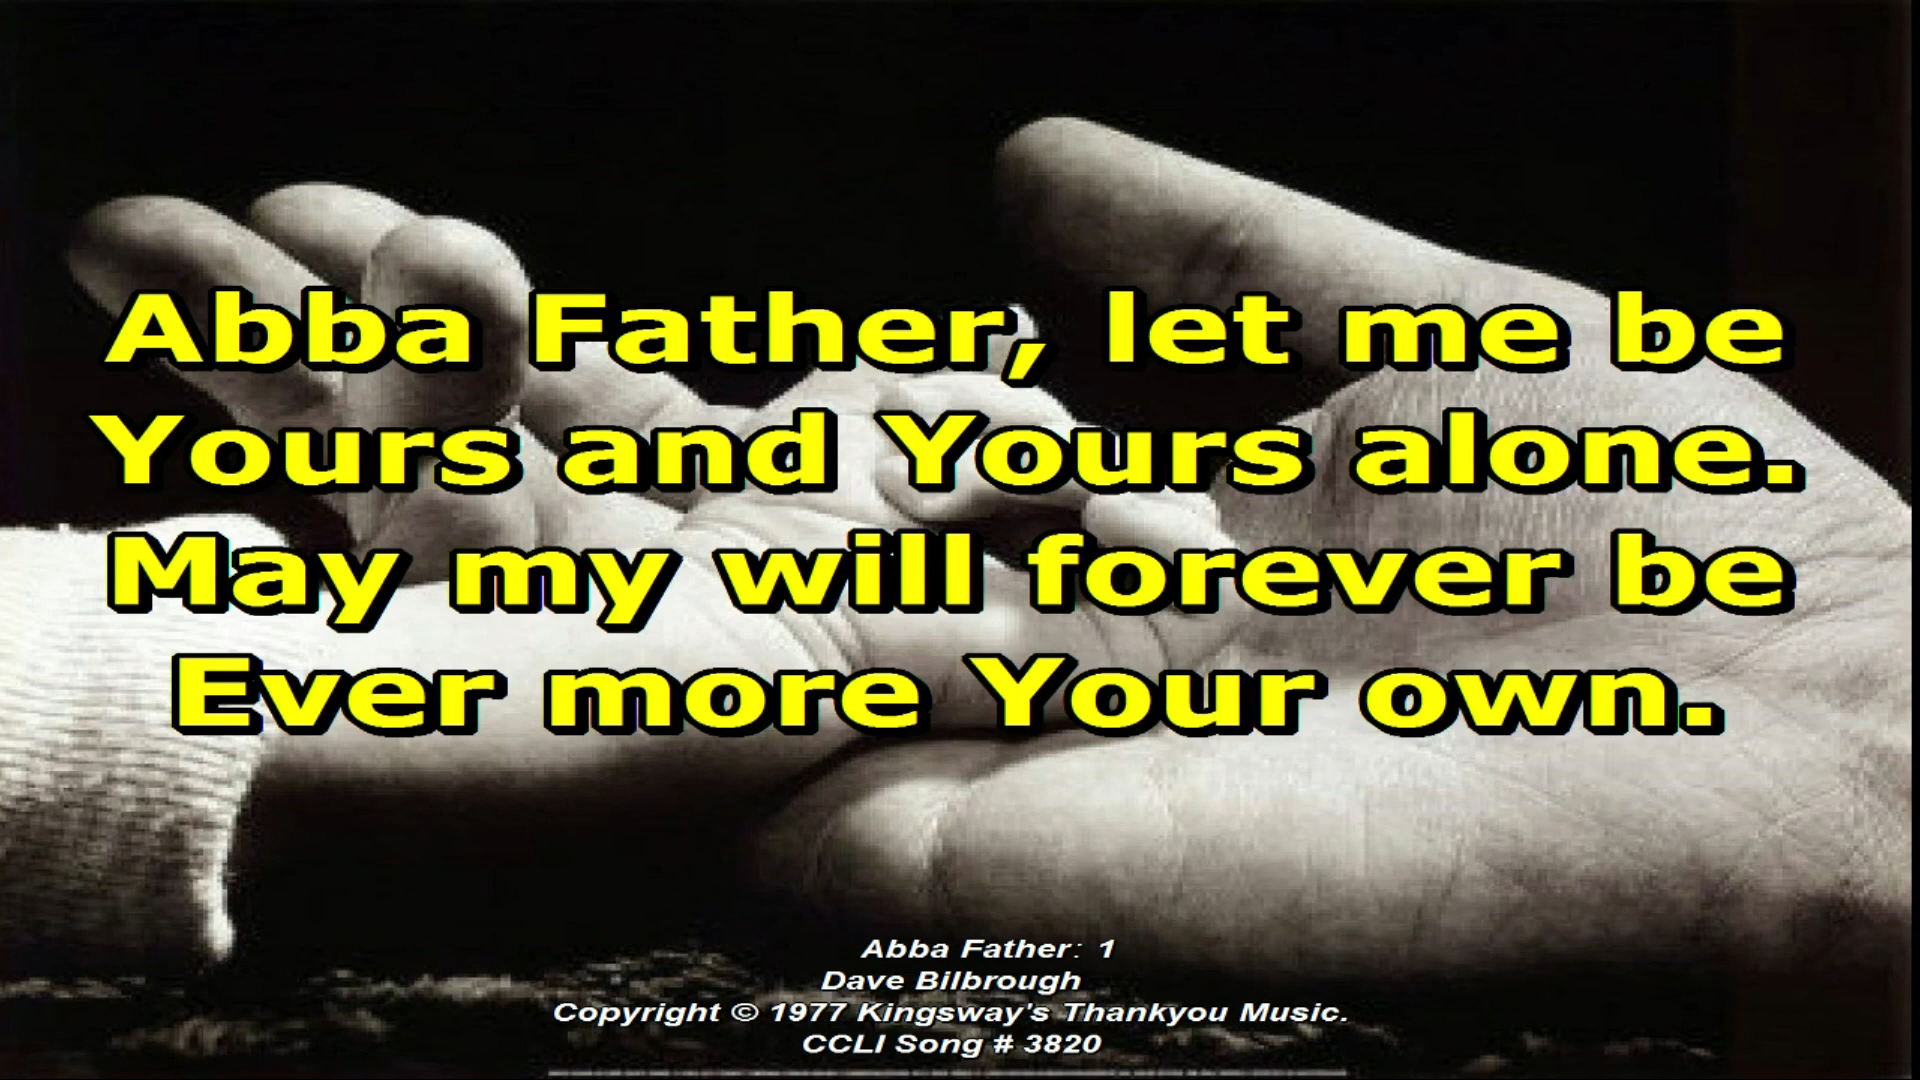 Abba Father, let me be
Yours and Yours alone.
May my will forever be
Ever more Your own.
Abba Father: 1
Dave Bilbrough
Copyright © 1977 Kingsway's Thankyou Music.
CCLI Song # 3820